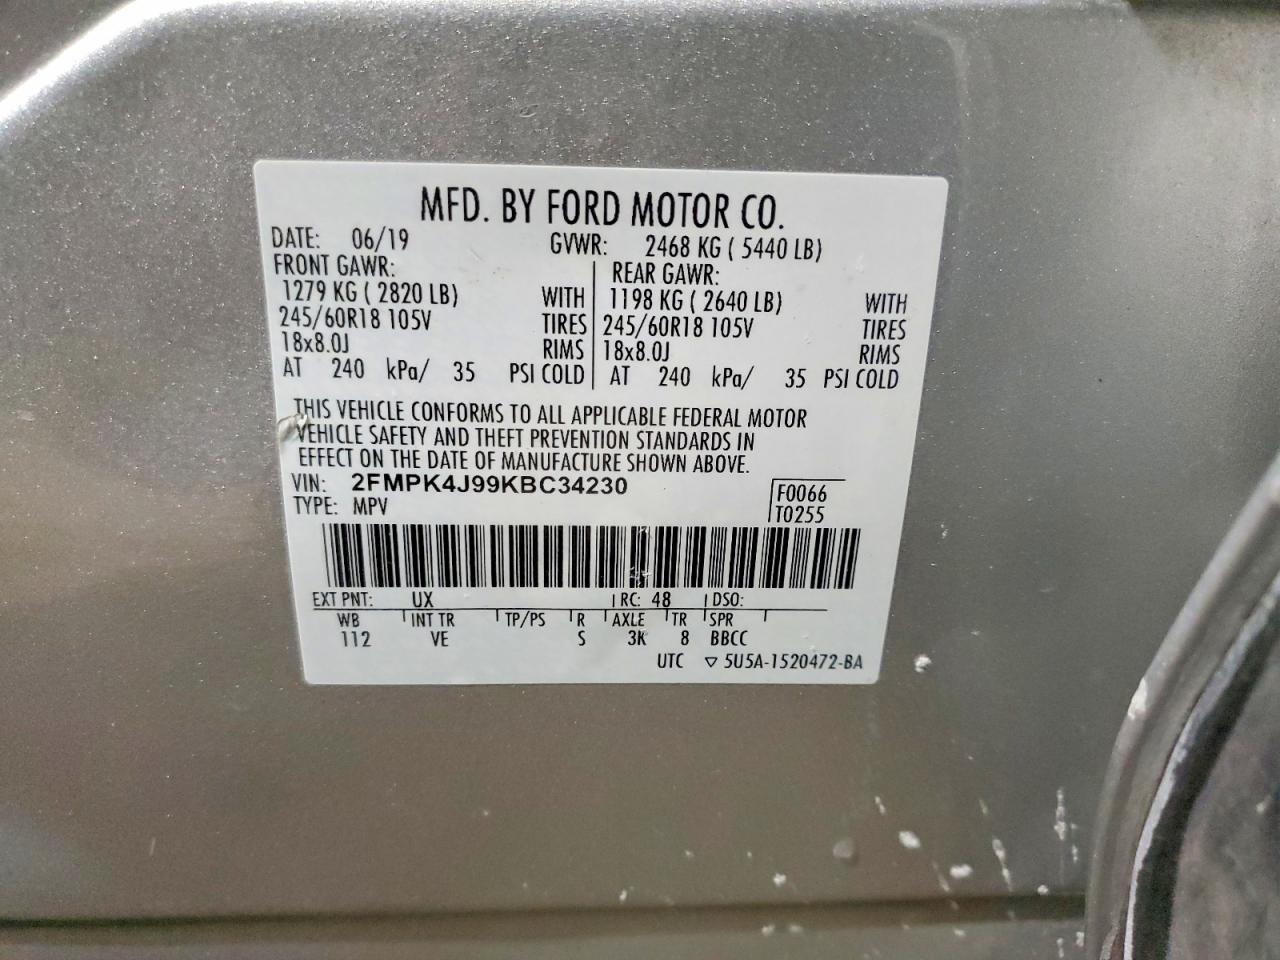 MFD. BY FORD MOTOR CO.
DATE: 06/19 GVWR: 2468 KG ( 5440 LB)
FRONT GAWR: REAR GAWR:
1279 KG ( 2820 LB) WITH 1198 KG ( 2640 LB) WITH
245/60R18 105V TIRES 245/60R18 105V TIRES
18x8.0J RIMS 18x8.0J RIMS
AT 240 kPa/ 35 PSI COLD AT 240 kPa/ 35 PSI COLD
THIS VEHICLE CONFORMS TO ALL APPLICABLE FEDERAL MOTOR
VEHICLE SAFETY AND THEFT PREVENTION STANDARDS IN
EFFECT ON THE DATE OF MANUFACTURE SHOWN ABOVE.
VIN: 2FMPK4J99KBC34230
TYPE: MPV
F0066
T0255
EXT PNT: UX RC: 48 DSO:
WB INT TR TP/PS R AXLE TR SPR
112 VE S 3K 8 BBCC
UTC ▽ 5U5A-1520472-BA